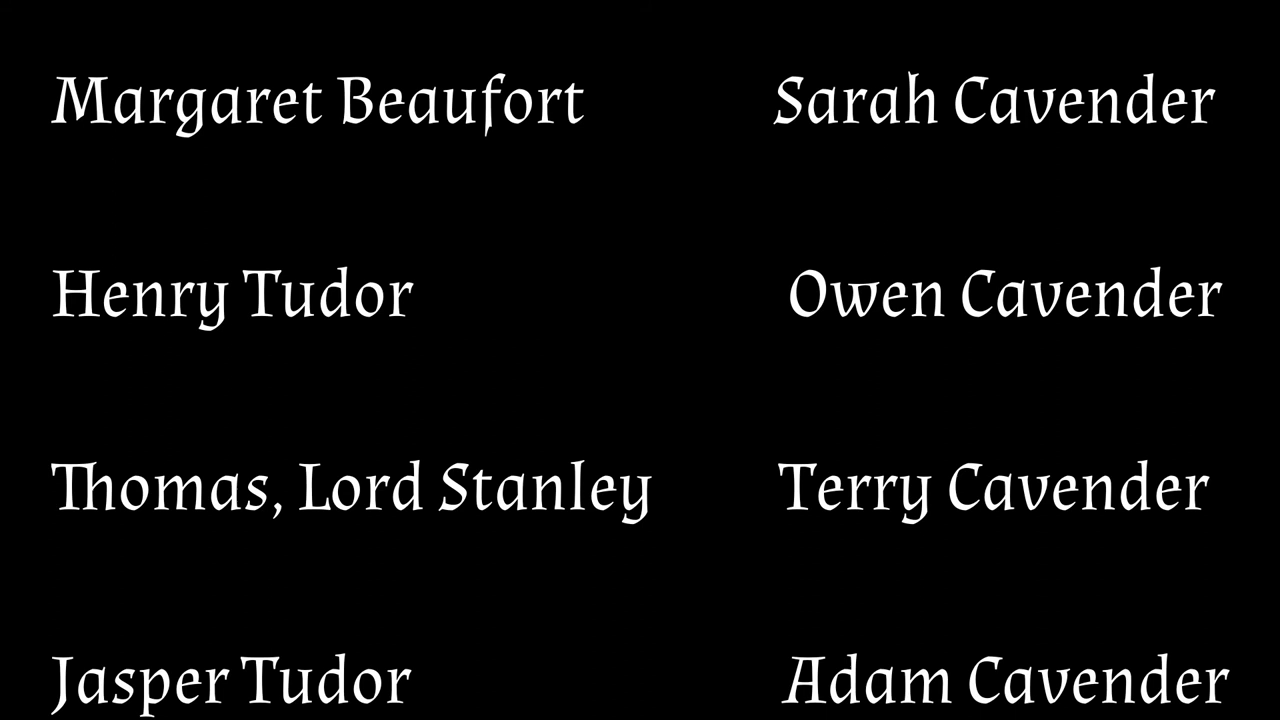 Margaret Beaufort Sarah Cavender
Henry Tudor Owen Cavender
Thomas, Lord Stanley Terry Cavender
Jasper Tudor Adam Cavender